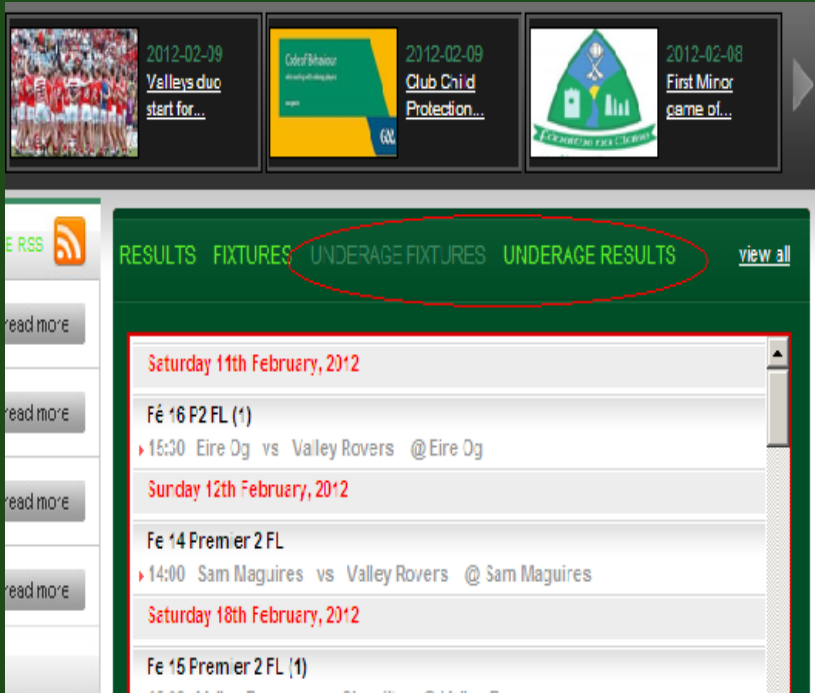 2012-02-09
Valleys duo
start for...
Code of Behaviour
GAA
2012-02-09
Club Child
Protection...
2012-02-08
First Minor
game of...
E RSS
RESULTS FIXTURES UNDERAGE FIXTURES UNDERAGE RESULTS view all
read more
read more
read more
read more
Saturday 11th February, 2012
Fé 16 P2 FL (1)
15:30 Eire Og vs Valley Rovers @ Eire Og
Sunday 12th February, 2012
Fe 14 Premier 2 FL
14:00 Sam Maguires vs Valley Rovers @ Sam Maguires
Saturday 18th February, 2012
Fe 15 Premier 2 FL (1)